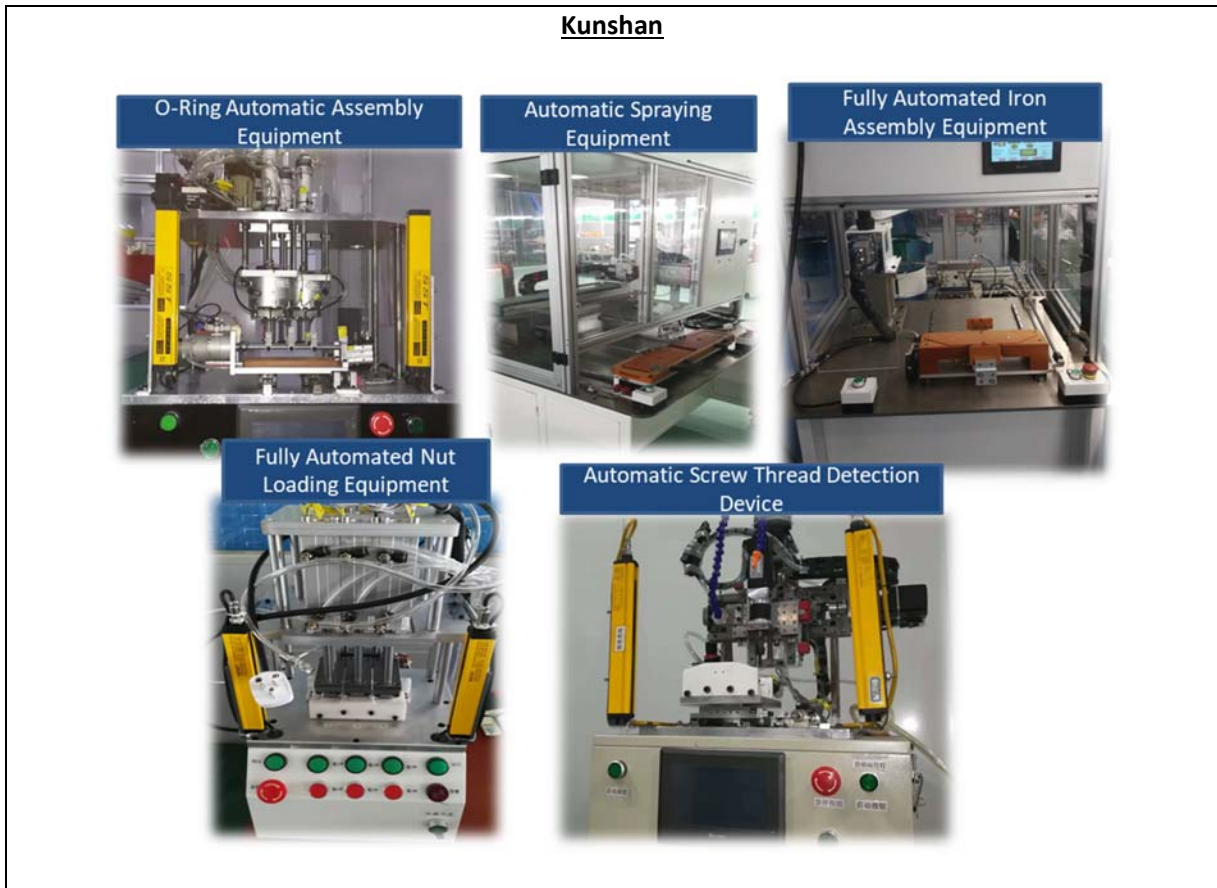 Kunshan
O-Ring Automatic Assembly
Equipment
Automatic Spraying
Equipment
Fully Automated Iron
Assembly Equipment
Fully Automated Nut
Loading Equipment
Automatic Screw Thread Detection
Device